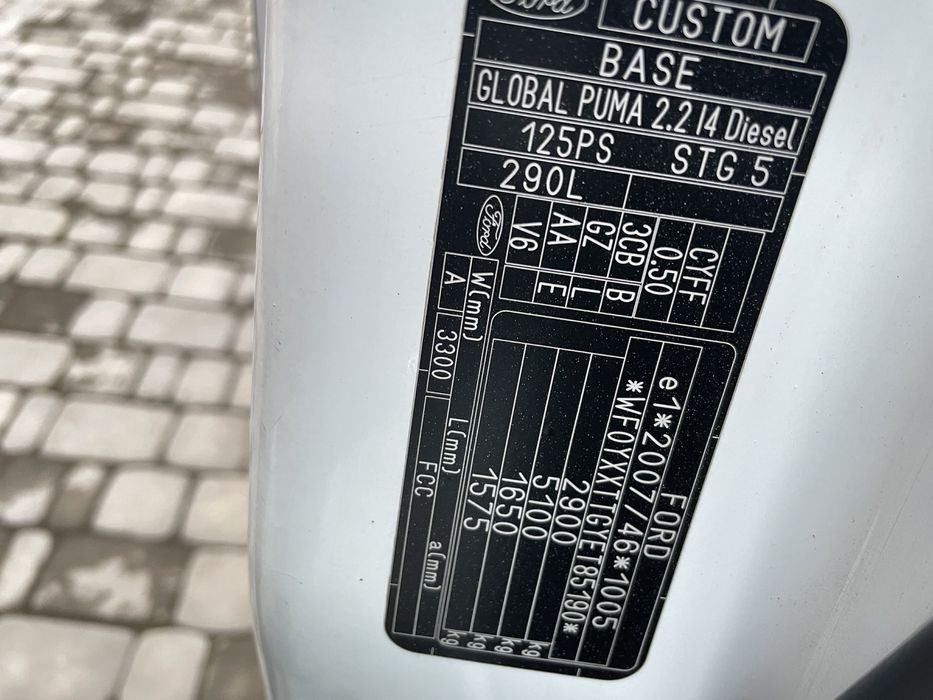 Ford
CUSTOM
BASE
GLOBAL PUMA 2.2 I4 Diesel
125PS STG 5
290L
CYFF
0.50
3CB B
GZ L
AA E
V6
Ford
FORD
e1*2007/46*1005
*WF0YXXTTGYET85190*
2900 kg
5100 kg
1650 kg
1575 kg
W(mm) L(mm) a(mm)
A 3300 FCC